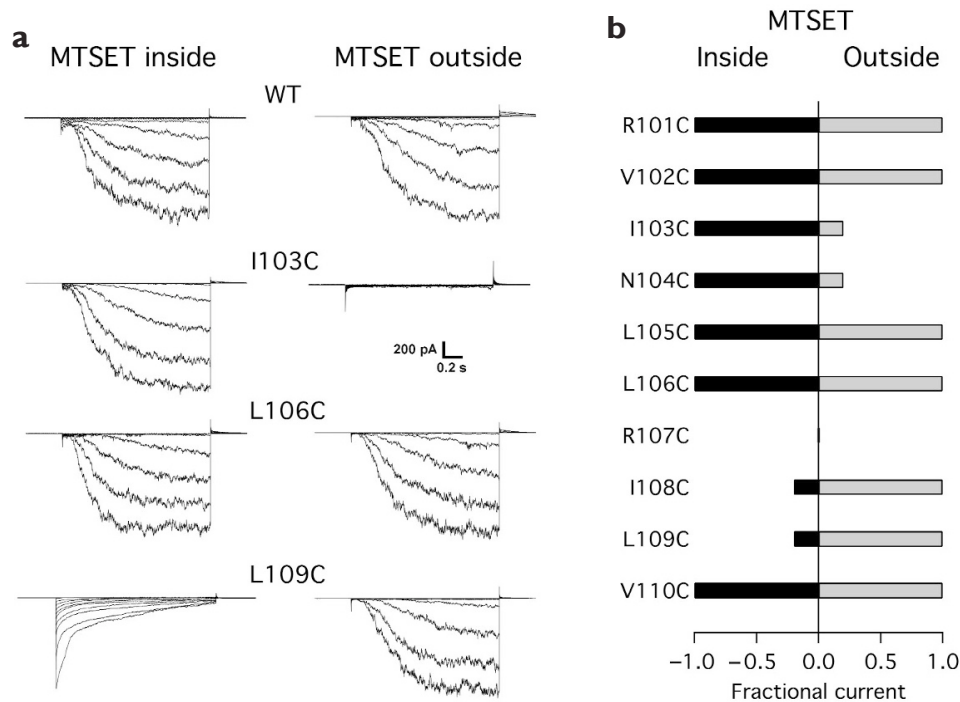 a
MTSET inside
MTSET outside
WT
I103C
200 pA
0.2 s
L106C
L109C
b
MTSET
Inside
Outside
R101C
V102C
I103C
N104C
L105C
L106C
R107C
I108C
L109C
V110C
−1.0 −0.5 0.0 0.5 1.0
Fractional current